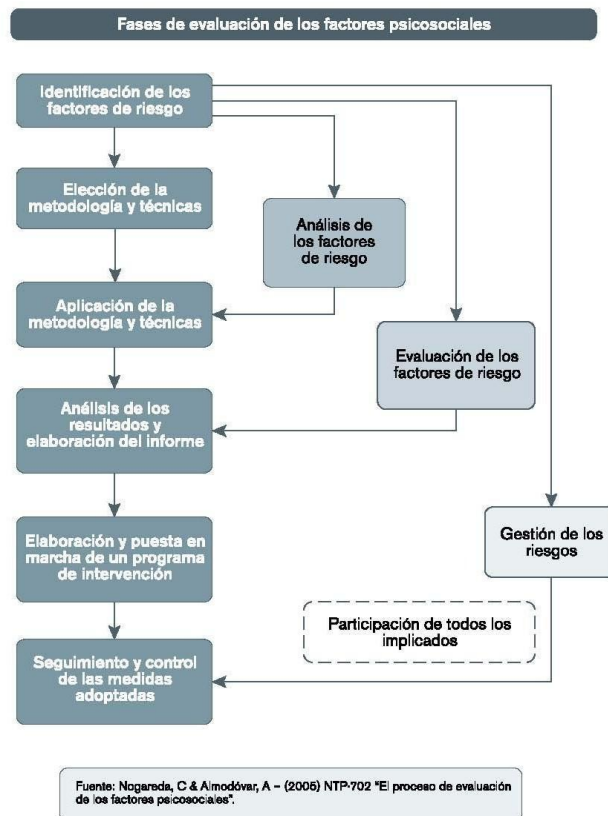 Fases de evaluación de los factores psicosociales
Identificación de los
factores de riesgo
Elección de la
metodología y técnicas
Análisis de
los factores
de riesgo
Aplicación de la
metodología y técnicas
Evaluación de los
factores de riesgo
Análisis de los
resultados y
elaboración del informe
Elaboración y puesta en
marcha de un programa
de intervención
Gestión de los
riesgos
Participación de todos los
implicados
Seguimiento y control
de las medidas
adoptadas
Fuente: Nogareda, C & Almodóvar, A – (2005) NTP-702 "El proceso de evaluación
de los factores psicosociales".